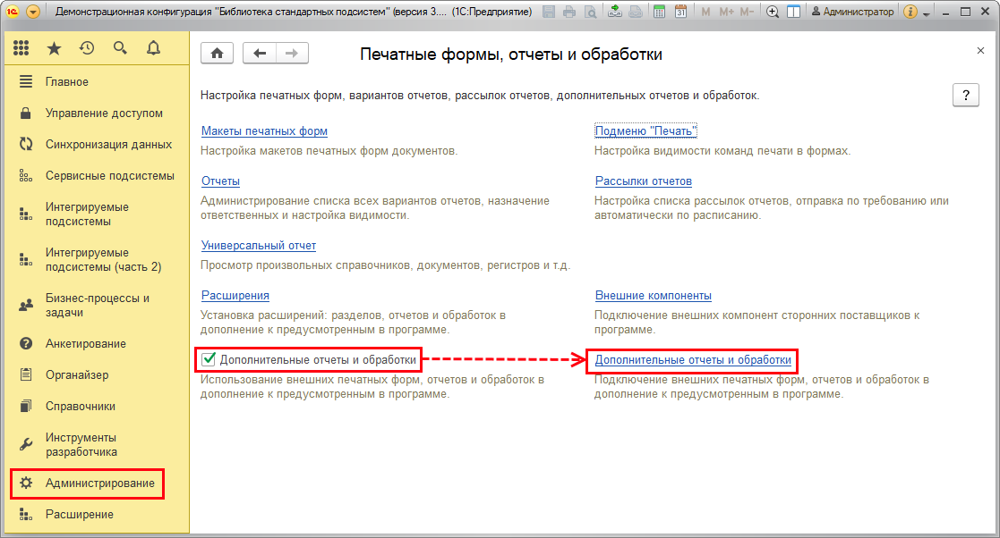 Демонстрационная конфигурация "Библиотека стандартных подсистем" (версия 3.... (1С:Предприятие)
M M+ M- Администратор
Главное
Управление доступом
Синхронизация данных
Сервисные подсистемы
Интегрируемые
подсистемы
Интегрируемые
подсистемы (часть 2)
Бизнес-процессы и
задачи
Анкетирование
Органайзер
Справочники
Инструменты
разработчика
Администрирование
Расширение
Печатные формы, отчеты и обработки
Настройка печатных форм, вариантов отчетов, рассылок отчетов, дополнительных отчетов и обработок.
?
Макеты печатных форм
Настройка макетов печатных форм документов.
Подменю "Печать"
Настройка видимости команд печати в формах.
Отчеты
Администрирование списка всех вариантов отчетов, назначение
ответственных и настройка видимости.
Рассылки отчетов
Настройка списка рассылок отчетов, отправка по требованию или
автоматически по расписанию.
Универсальный отчет
Просмотр произвольных справочников, документов, регистров и т.д.
Расширения
Установка расширений: разделов, отчетов и обработок в
дополнение к предусмотренным в программе.
Внешние компоненты
Подключение внешних компонент сторонних поставщиков к
программе.
Дополнительные отчеты и обработки
Использование внешних печатных форм, отчетов и обработок в
дополнение к предусмотренным в программе.
Дополнительные отчеты и обработки
Подключение внешних печатных форм, отчетов и обработок в
дополнение к предусмотренным в программе.